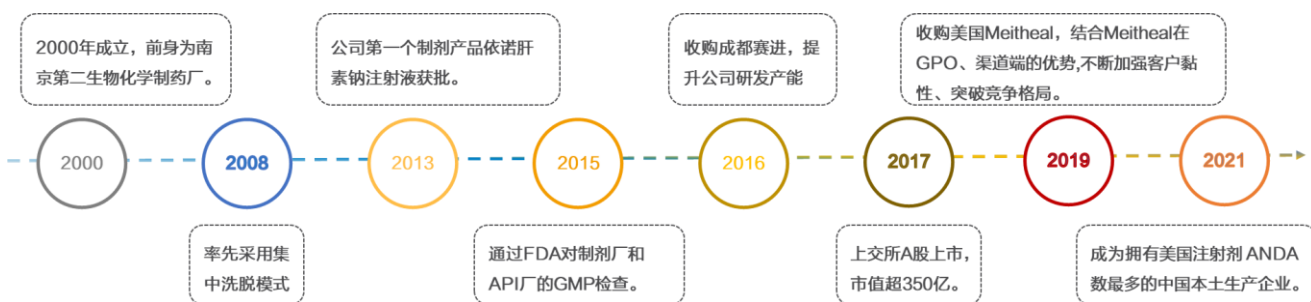 2000年成立，前身为南
京第二生物化学制药厂。
公司第一个制剂产品依诺肝
素钠注射液获批。
收购成都赛进，提
升公司研发产能
收购美国Meitheal，结合Meitheal在
GPO、渠道端的优势,不断加强客户黏
性、突破竞争格局。
2000
2008
2013
2015
2016
2017
2019
2021
率先采用集
中洗脱模式
通过FDA对制剂厂和
API厂的GMP检查。
上交所A股上市，
市值超350亿。
成为拥有美国注射剂 ANDA
数最多的中国本土生产企业。